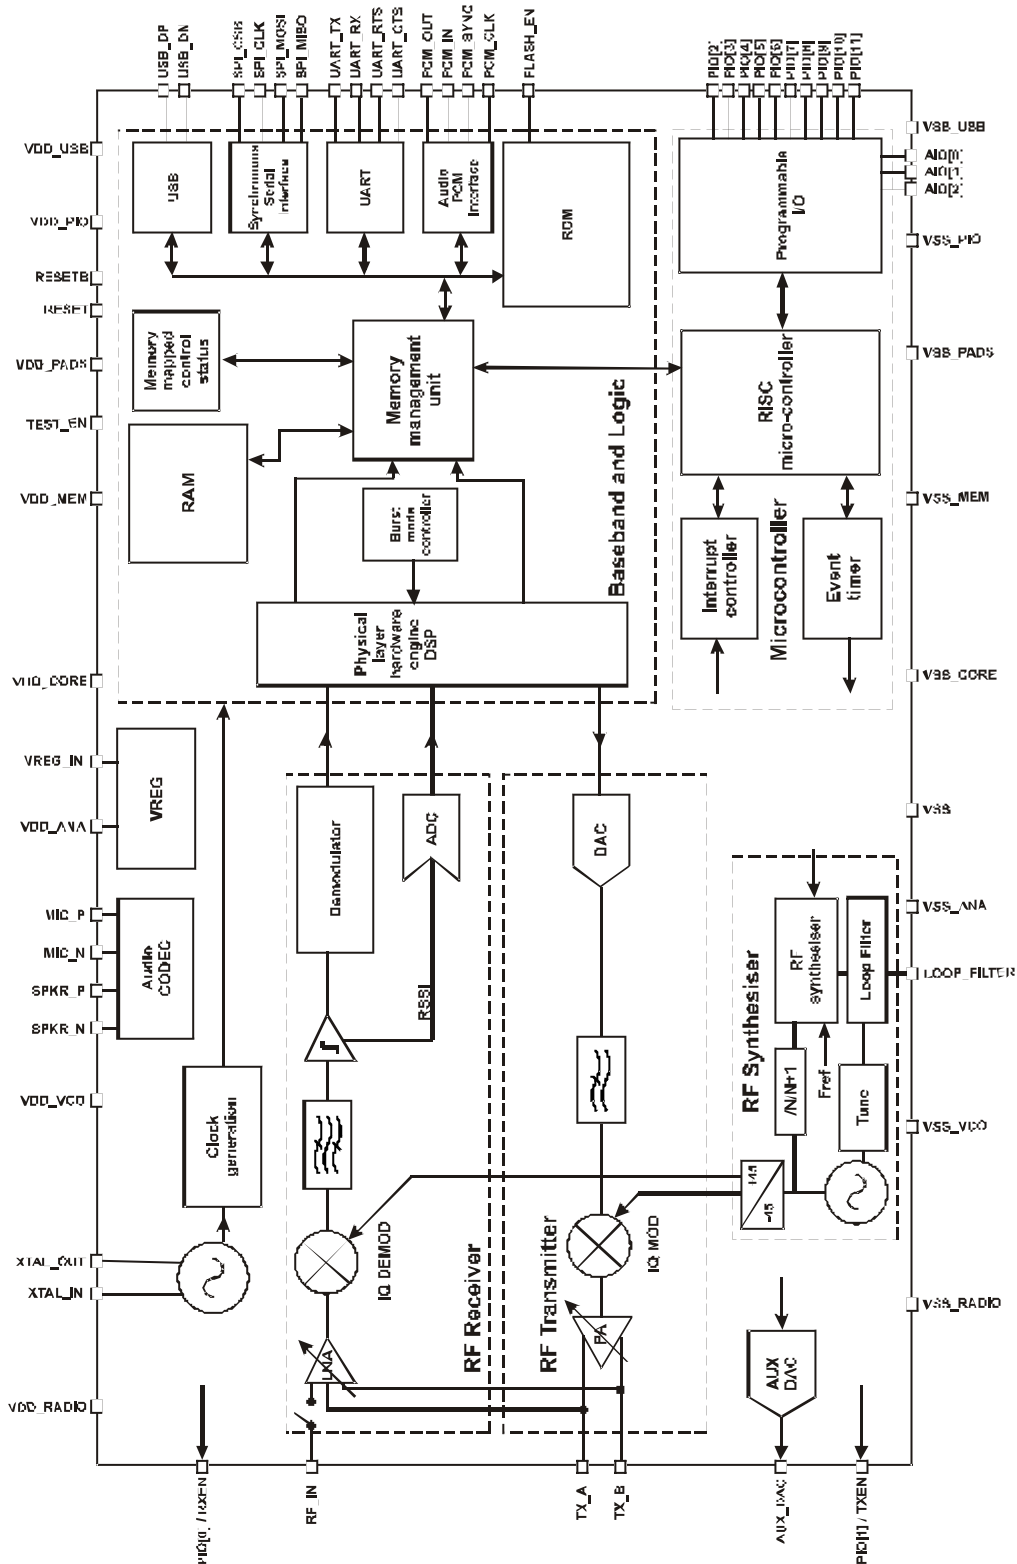 USB_DP
USB_DN
SPI_CSB
SPI_CLK
SPI_MOSI
SPI_MISO
UART_TX
UART_RX
UART_RTS
UART_CTS
PCM_OUT
PCM_IN
PCM_SYNC
PCM_CLK
FLASH_EN
PIO[2]
PIO[3]
PIO[4]
PIO[5]
PIO[6]
PIO[7]
PIO[8]
PIO[9]
PIO[10]
PIO[11]
VDD_USB
VDD_PIO
RESETB
RESET
VDD_PADS
TEST_EN
VDD_MEM
VDD_CORE
VREG_IN
VDD_ANA
MIC_P
MIC_N
SPKR_P
SPKR_N
VDD_VCO
XTAL_OUT
XTAL_IN
VDD_RADIO
VSS_USB
AIO[0]
AIO[1]
AIO[2]
VSS_PIO
VSS_PADS
VSS_MEM
VSS_CORE
VSS
VSS_ANA
LOOP_FILTER
VSS_VCO
VSS_RADIO
USB
Synchronous
Serial
Interface
UART
Audio
PCM
Interface
ROM
Programmable
I/O
Memory
mapped
control
status
Memory
management
unit
RISC
micro-controller
RAM
Burst
mode
controller
Baseband and Logic
Interrupt
controller
Microcontroller
Event
timer
Physical
layer
hardware
engine
DSP
VREG
Audio
CODEC
Clock
generation
Demodulator
ADC
RSSI
DAC
RF Synthesiser
RF
synthesiser
Loop Filter
/N/N+1
Fref
Tune
+45
-45
IQ DEMOD
IQ MOD
LNA
PA
RF Receiver
RF Transmitter
AUX
DAC
PIO[0] / RXEN
RF_IN
TX_A
TX_B
AUX_DAC
PIO[1] / TXEN